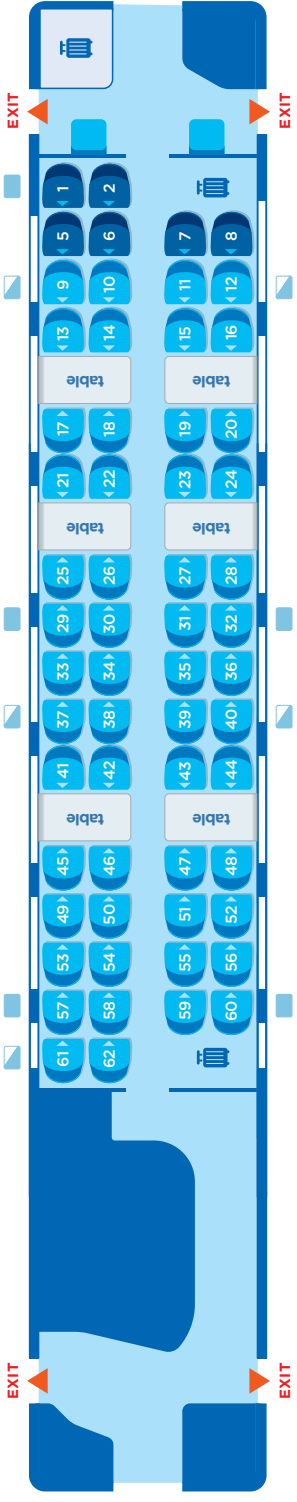 EXIT EXIT
1 2
5 6 7 8
9 10 11 12
13 14 15 16
table table
17 18 19 20
21 22 23 24
table table
25 26 27 28
29 30 31 32
33 34 35 36
37 38 39 40
41 42 43 44
table table
45 46 47 48
49 50 51 52
53 54 55 56
57 58 59 60
61 62
EXIT EXIT